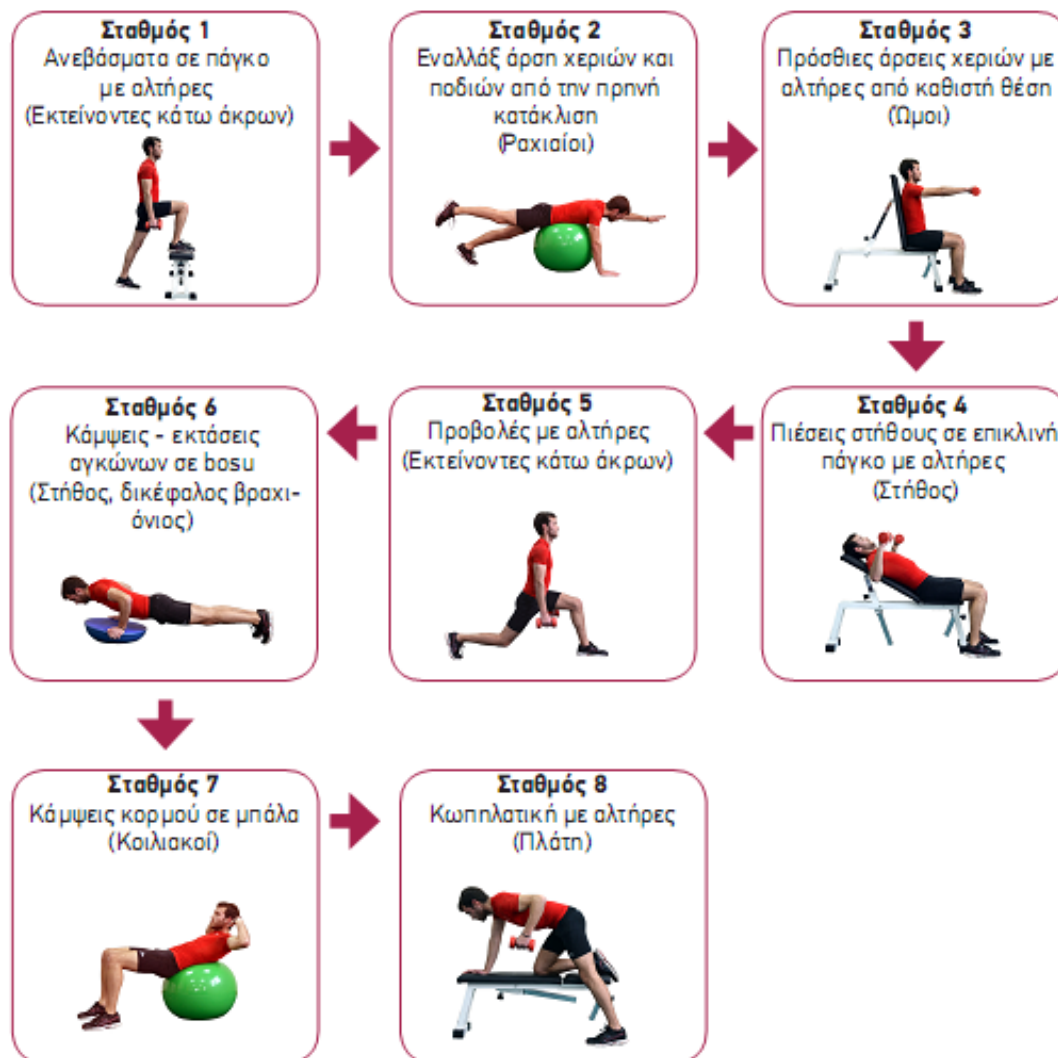 Σταθμός 1
Ανεβάσματα σε πάγκο
με αλτήρες
(Εκτείνοντες κάτω άκρων)
Σταθμός 2
Εναλλάξ άρση χεριών και
ποδιών από την πρηνή
κατάκλιση
(Ραχιαίοι)
Σταθμός 3
Πρόσθιες άρσεις χεριών με
αλτήρες από καθιστή θέση
(Ώμοι)
Σταθμός 4
Πιέσεις στήθους σε επικλινή
πάγκο με αλτήρες
(Στήθος)
Σταθμός 5
Προβολές με αλτήρες
(Εκτείνοντες κάτω άκρων)
Σταθμός 6
Κάμψεις - εκτάσεις
αγκώνων σε bosu
(Στήθος, δικέφαλος βραχι-
όνιος)
Σταθμός 7
Κάμψεις κορμού σε μπάλα
(Κοιλιακοί)
Σταθμός 8
Κωπηλατική με αλτήρες
(Πλάτη)